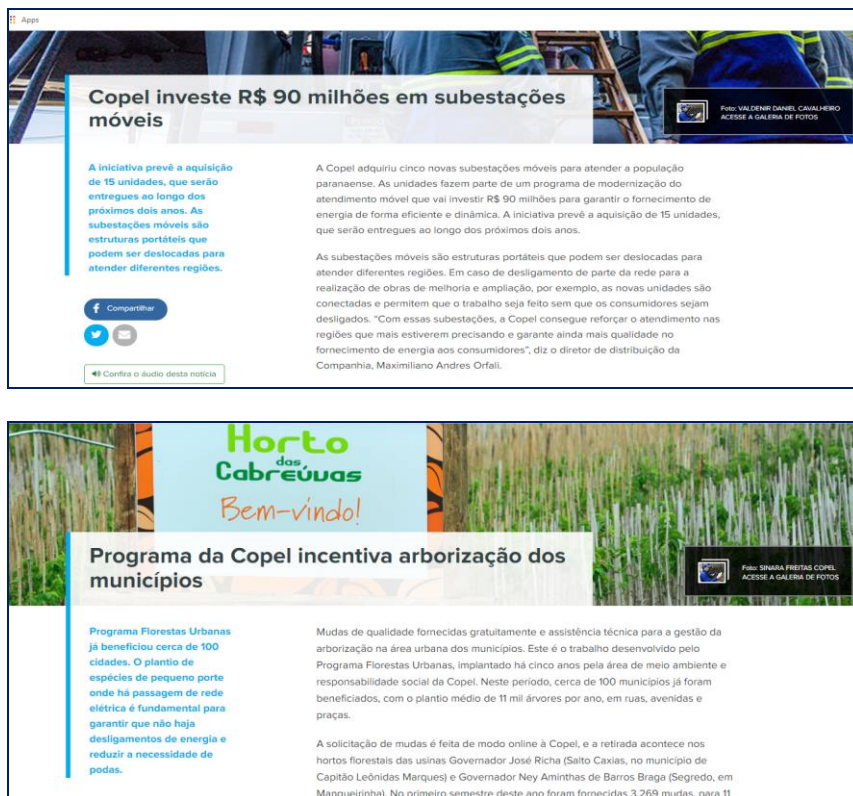 Apps
Copel investe R$ 90 milhões em subestações
móveis
Foto: VALDENIR DANIEL CAVALHEIRO
ACESSE A GALERIA DE FOTOS
A iniciativa prevê a aquisição
de 15 unidades, que serão
entregues ao longo dos
próximos dois anos. As
subestações móveis são
estruturas portáteis que
podem ser deslocadas para
atender diferentes regiões.
Compartilhar
Confira o áudio desta notícia
A Copel adquiriu cinco novas subestações móveis para atender a população
paranaense. As unidades fazem parte de um programa de modernização do
atendimento móvel que vai investir R$ 90 milhões para garantir o fornecimento de
energia de forma eficiente e dinâmica. A iniciativa prevê a aquisição de 15 unidades,
que serão entregues ao longo dos próximos dois anos.
As subestações móveis são estruturas portáteis que podem ser deslocadas para
atender diferentes regiões. Em caso de desligamento de parte da rede para a
realização de obras de melhoria e ampliação, por exemplo, as novas unidades são
conectadas e permitem que o trabalho seja feito sem que os consumidores sejam
desligados. “Com essas subestações, a Copel consegue reforçar o atendimento nas
regiões que mais estiverem precisando e garante ainda mais qualidade no
fornecimento de energia aos consumidores”, diz o diretor de distribuição da
Companhia, Maximiliano Andres Orfali.
Horto
das
Cabreúvas
Bem-vindo!
Programa da Copel incentiva arborização dos
municípios
Foto: SINARA FREITAS COPEL
ACESSE A GALERIA DE FOTOS
Programa Florestas Urbanas
já beneficiou cerca de 100
cidades. O plantio de
espécies de pequeno porte
onde há passagem de rede
elétrica é fundamental para
garantir que não haja
desligamentos de energia e
reduzir a necessidade de
podas.
Mudas de qualidade fornecidas gratuitamente e assistência técnica para a gestão da
arborização na área urbana dos municípios. Este é o trabalho desenvolvido pelo
Programa Florestas Urbanas, implantado há cinco anos pela área de meio ambiente e
responsabilidade social da Copel. Neste período, cerca de 100 municípios já foram
beneficiados, com o plantio médio de 11 mil árvores por ano, em ruas, avenidas e
praças.
A solicitação de mudas é feita de modo online à Copel, e a retirada acontece nos
hortos florestais das usinas Governador José Richa (Salto Caxias, no município de
Capitão Leônidas Marques) e Governador Ney Aminthas de Barros Braga (Segredo, em
Mangueirinha). No primeiro semestre deste ano foram fornecidas 3.269 mudas, para 11